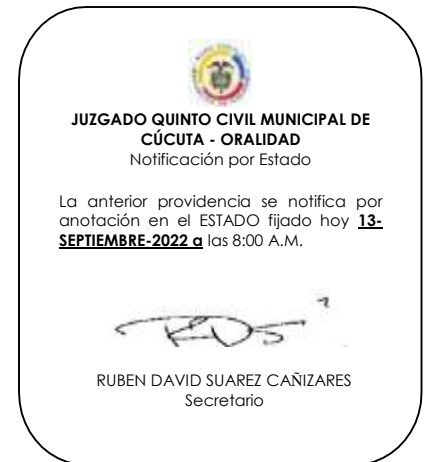 JUZGADO QUINTO CIVIL MUNICIPAL DE
CÚCUTA - ORALIDAD
Notificación por Estado
La anterior providencia se notifica por
anotación en el ESTADO fijado hoy 13-
SEPTIEMBRE-2022 a las 8:00 A.M.
RUBEN DAVID SUAREZ CAÑIZARES
Secretario